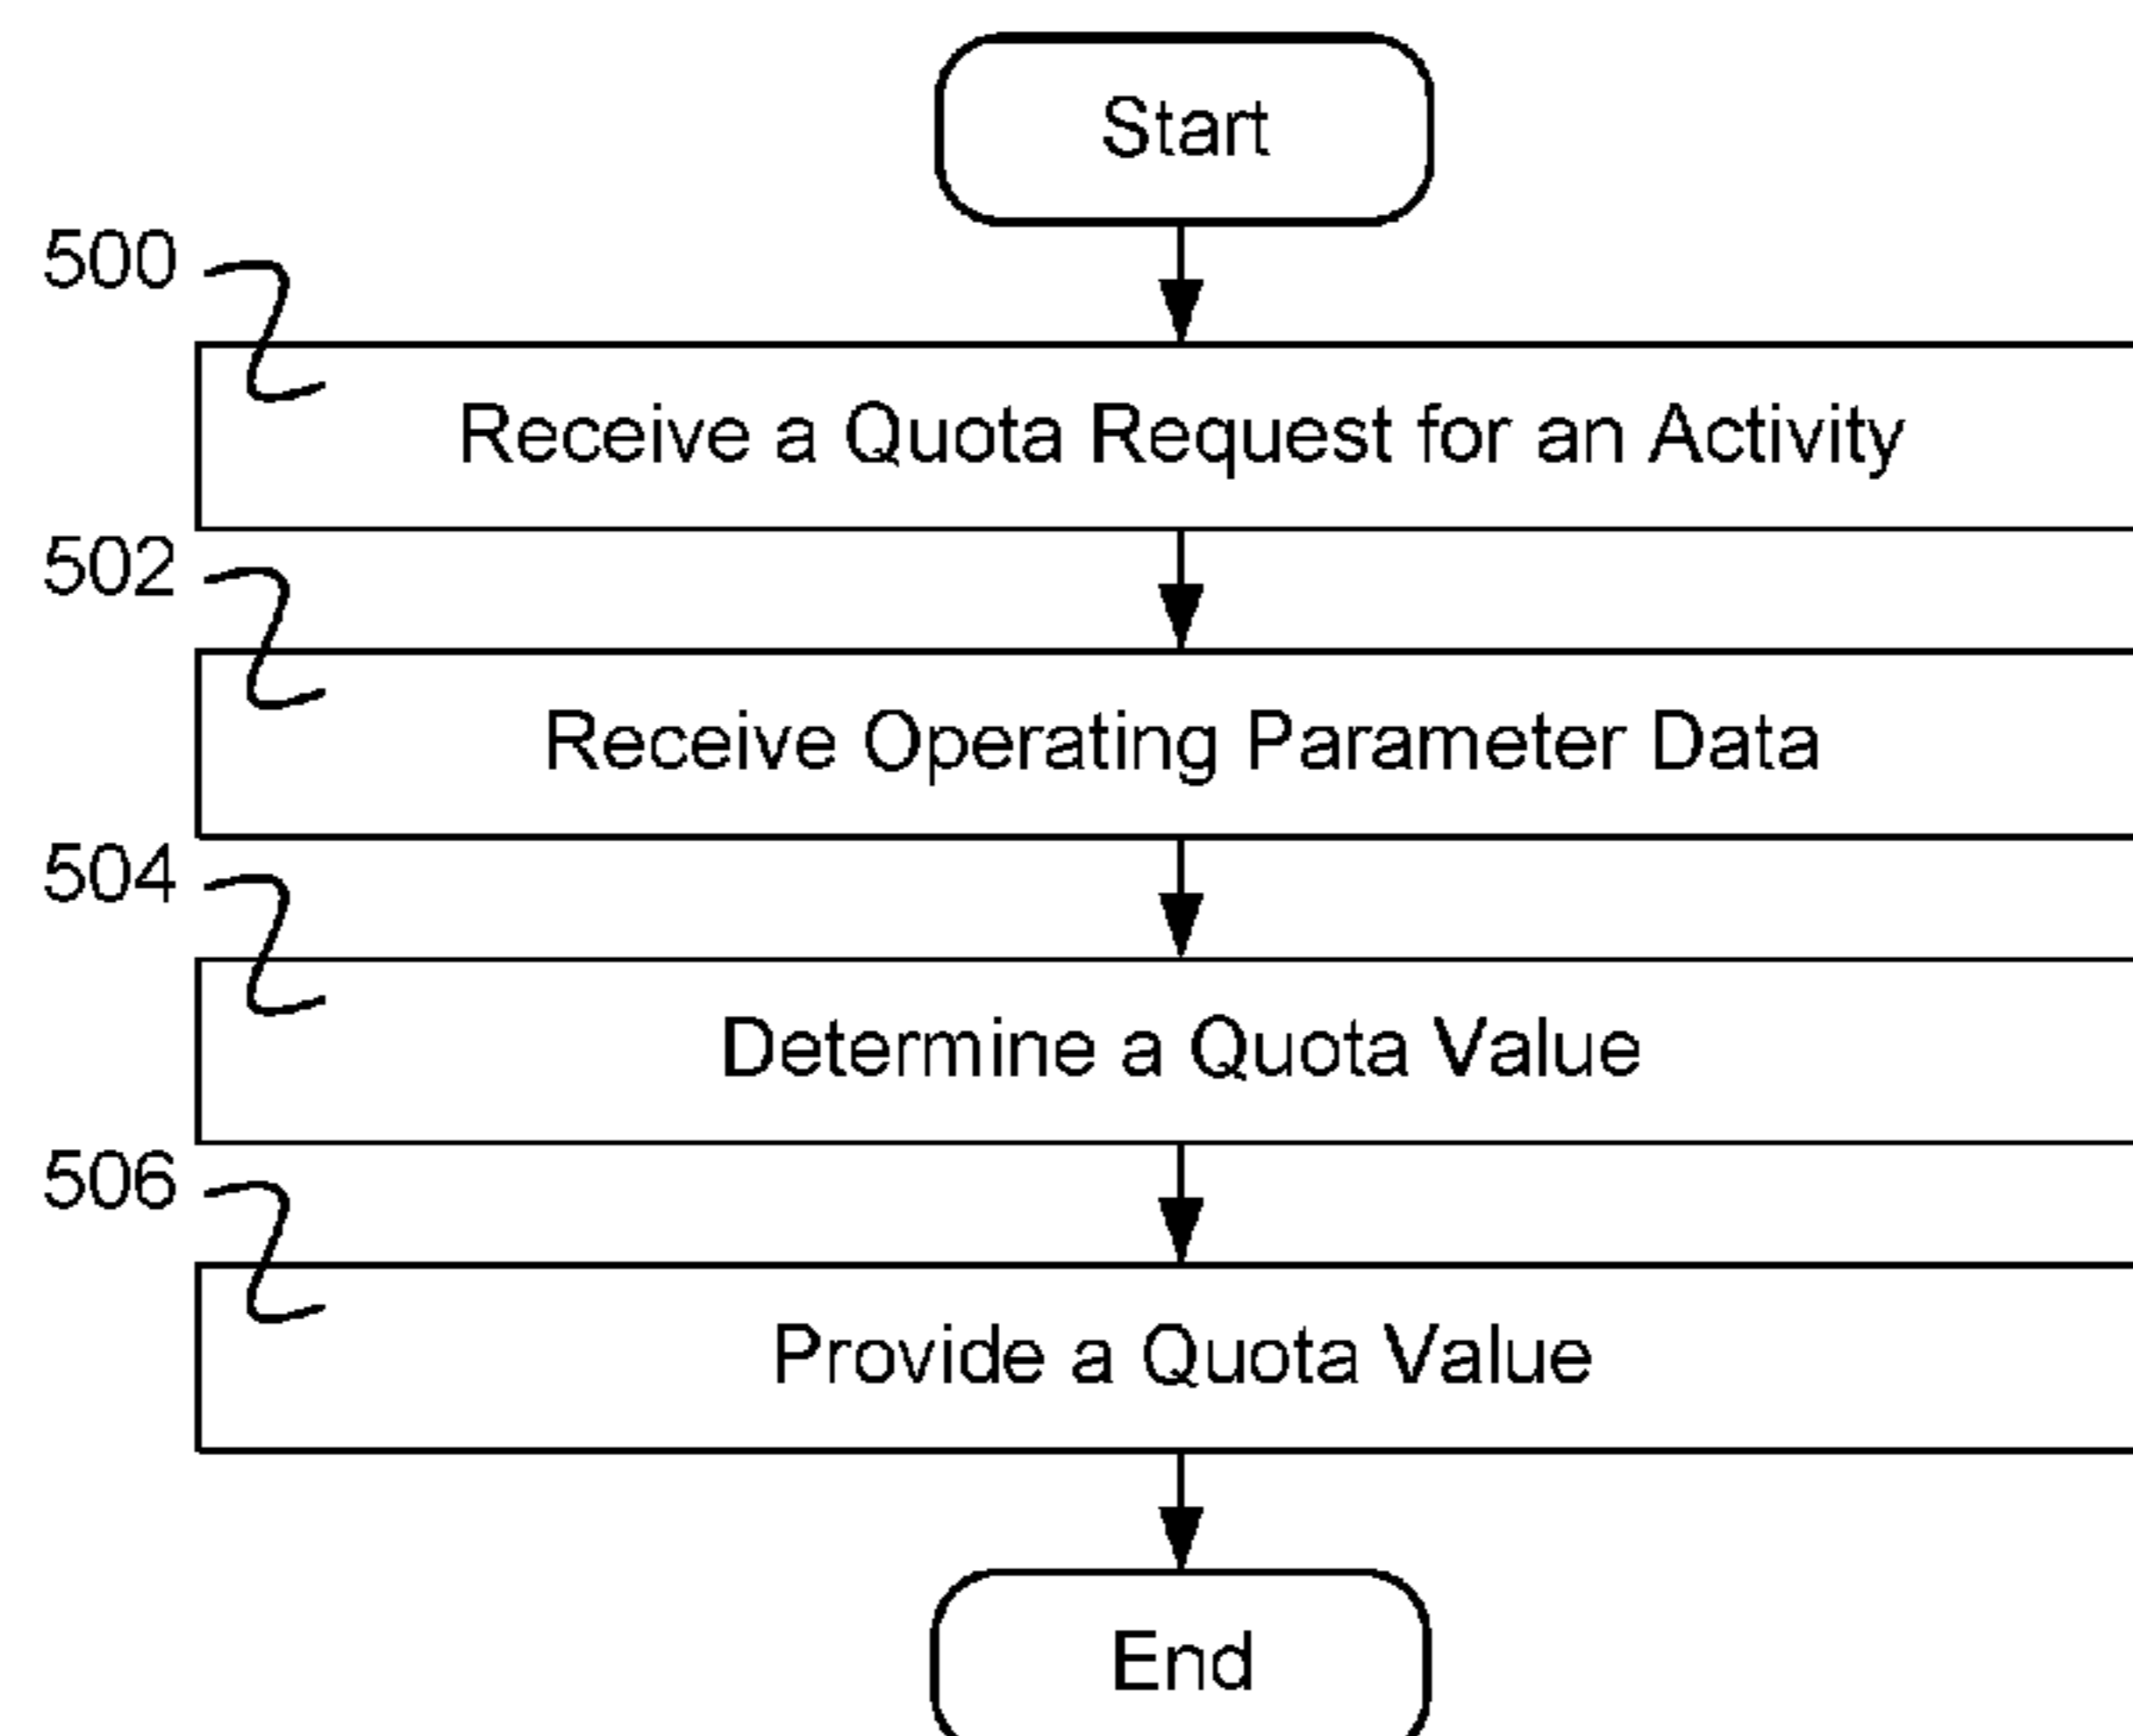 Start
500
Receive a Quota Request for an Activity
502
Receive Operating Parameter Data
504
Determine a Quota Value
506
Provide a Quota Value
End